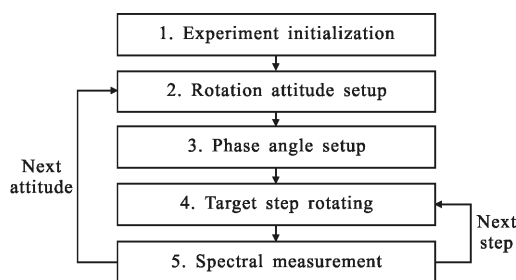 1. Experiment initialization
2. Rotation attitude setup
3. Phase angle setup
Next
attitude
4. Target step rotating
Next
step
5. Spectral measurement